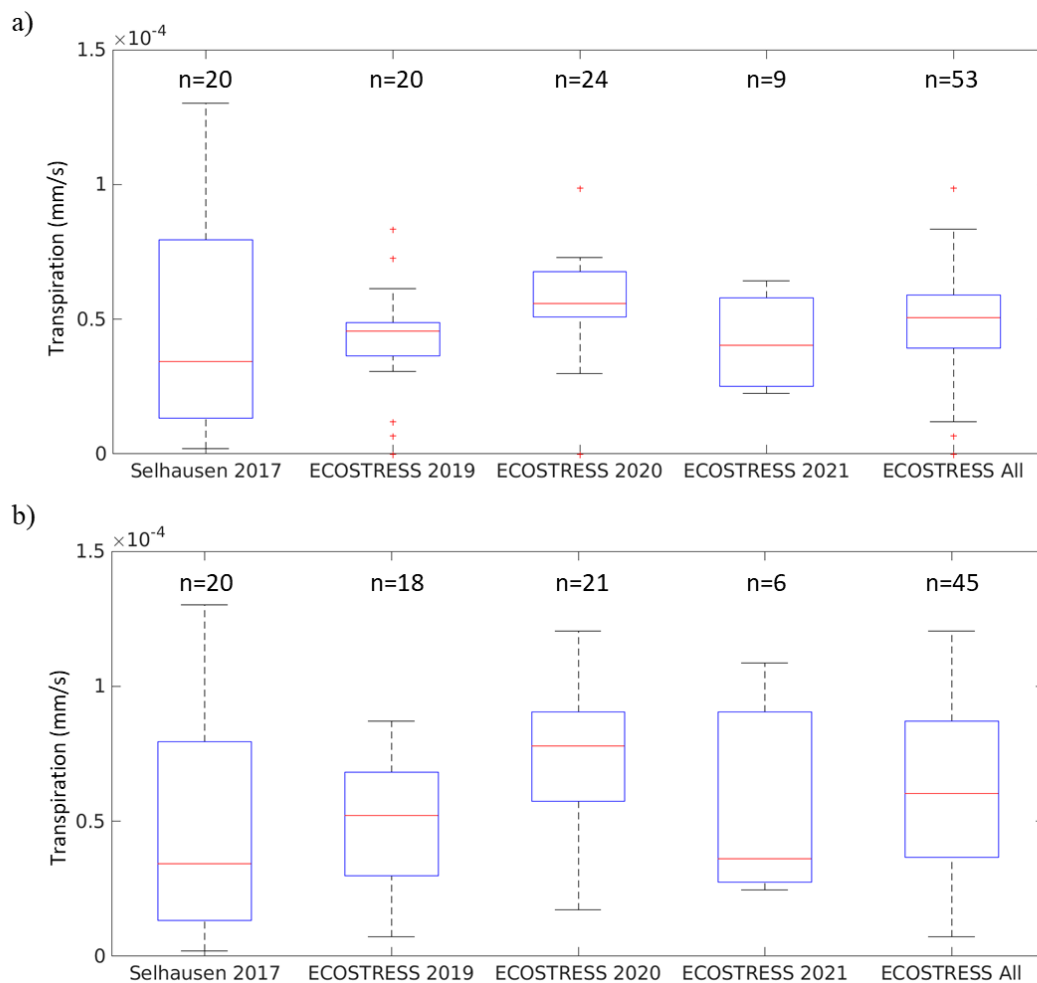 a)
×10-4
1.5
n=20 n=20 n=24 n=9 n=53
1
Transpiration (mm/s)
0.5
0
Selhausen 2017 ECOSTRESS 2019 ECOSTRESS 2020 ECOSTRESS 2021 ECOSTRESS All
b)
×10-4
1.5
n=20 n=18 n=21 n=6 n=45
1
Transpiration (mm/s)
0.5
0
Selhausen 2017 ECOSTRESS 2019 ECOSTRESS 2020 ECOSTRESS 2021 ECOSTRESS All